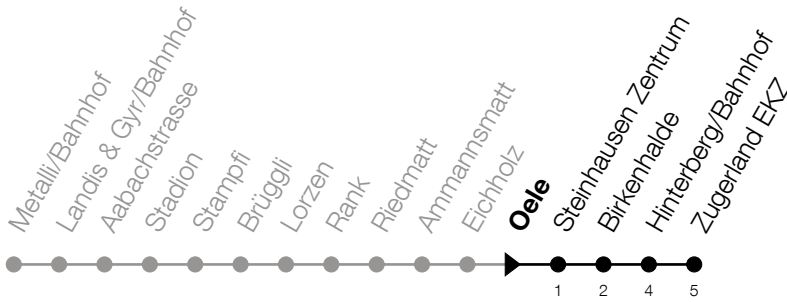 Metalli/Bahnhof
Landis & Gyr/Bahnhof
Aabachstrasse
Stadion
Stampfi
Brüggli
Lorzen
Rank
Riedmatt
Ammannsmatt
Eichholz
Oele
Steinhausen Zentrum
Birkenhalde
Hinterberg/Bahnhof
Zugerland EKZ
1 2 4 5